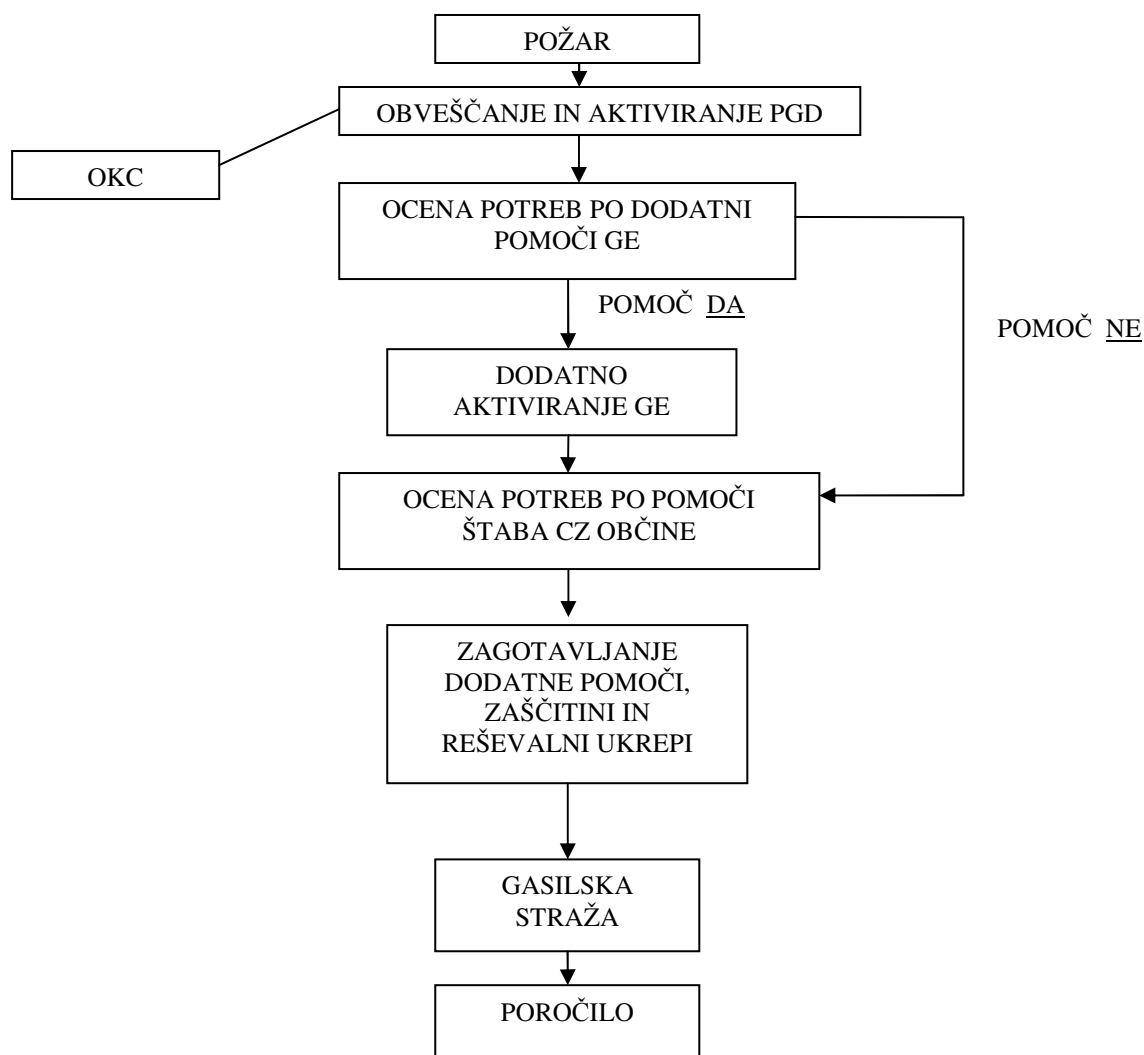 POŽAR
OBVEŠČANJE IN AKTIVIRANJE PGD
OKC
OCENA POTREB PO DODATNI
POMOČI GE
POMOČ DA
POMOČ NE
DODATNO
AKTIVIRANJE GE
OCENA POTREB PO POMOČI
ŠTABA CZ OBČINE
ZAGOTAVLJANJE
DODATNE POMOČI,
ZAŠČITINI IN
REŠEVALNI UKREPI
GASILSKA
STRAŽA
POROČILO